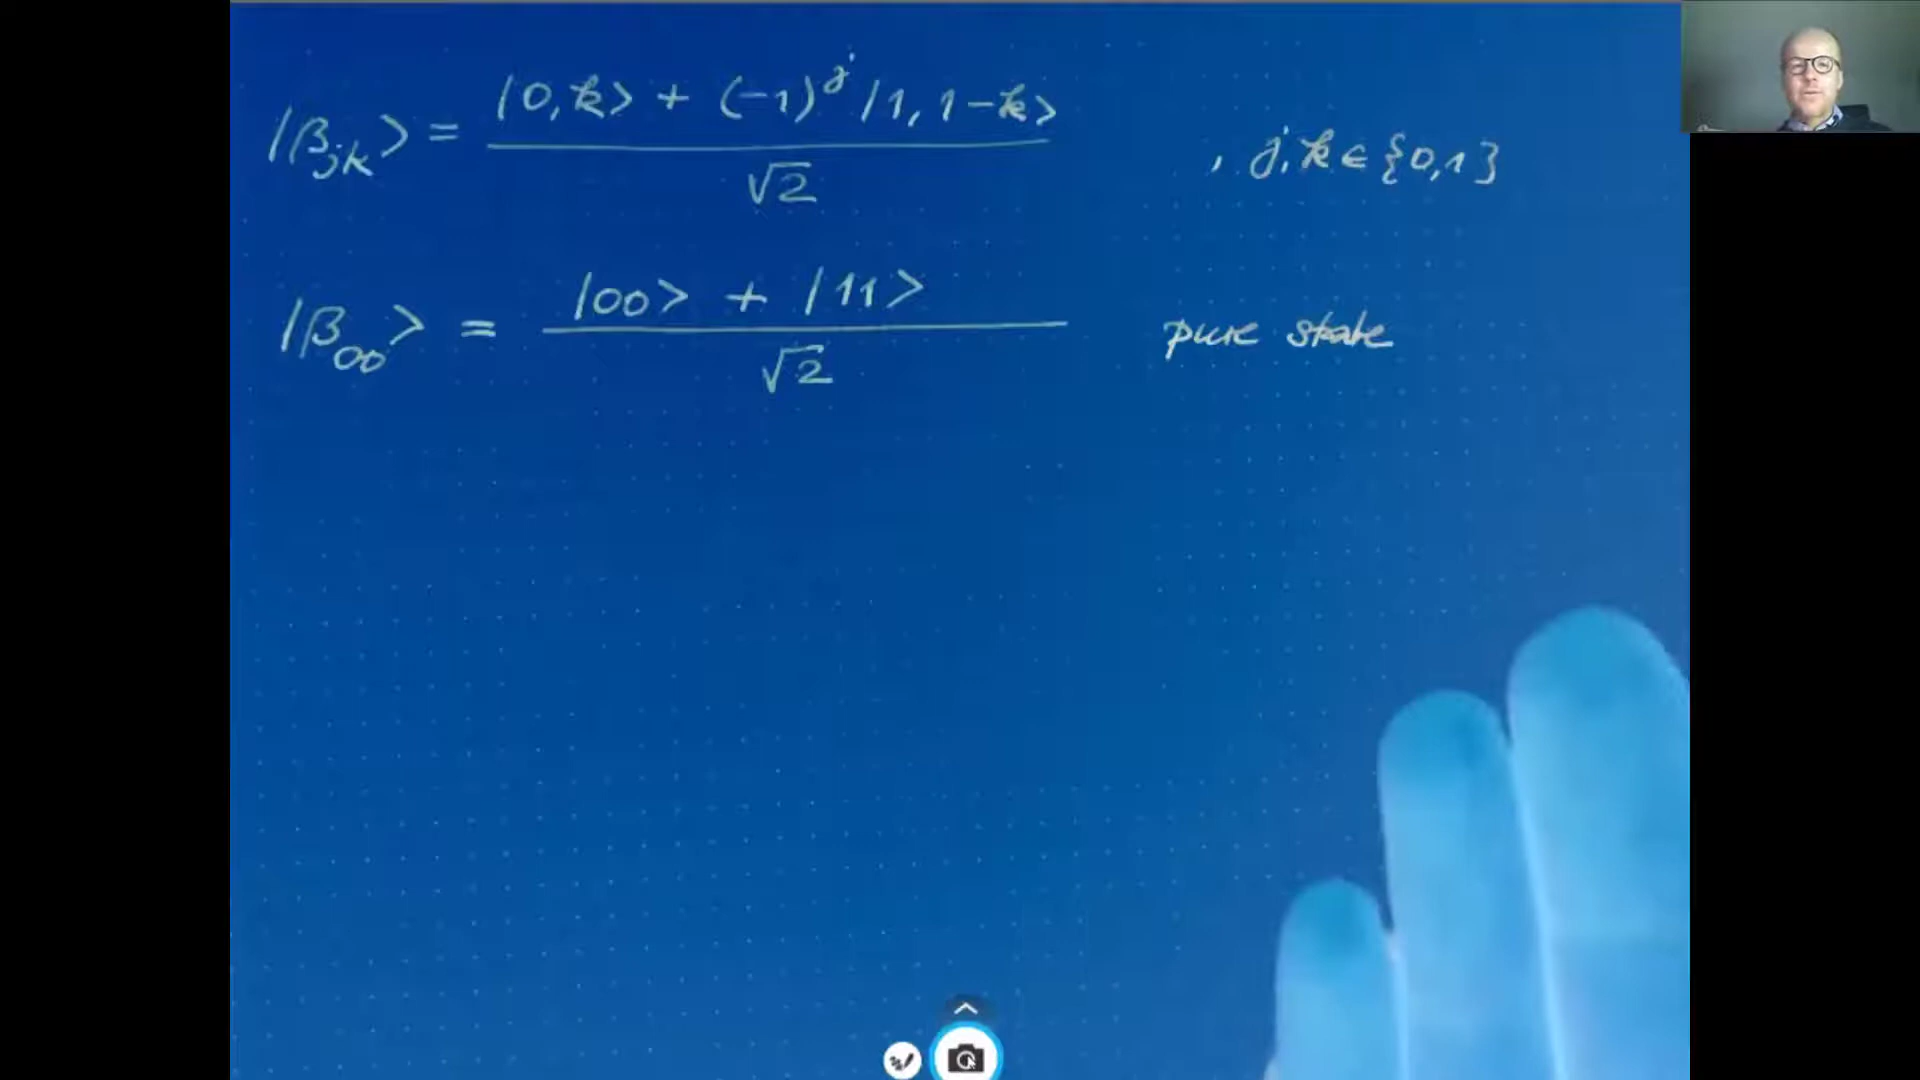 |β_jk> = (|0,k> + (-1)^j |1, 1-k>) / √2 , j, k ∈ {0,1}
|β_00> = (|00> + |11>) / √2 pure state